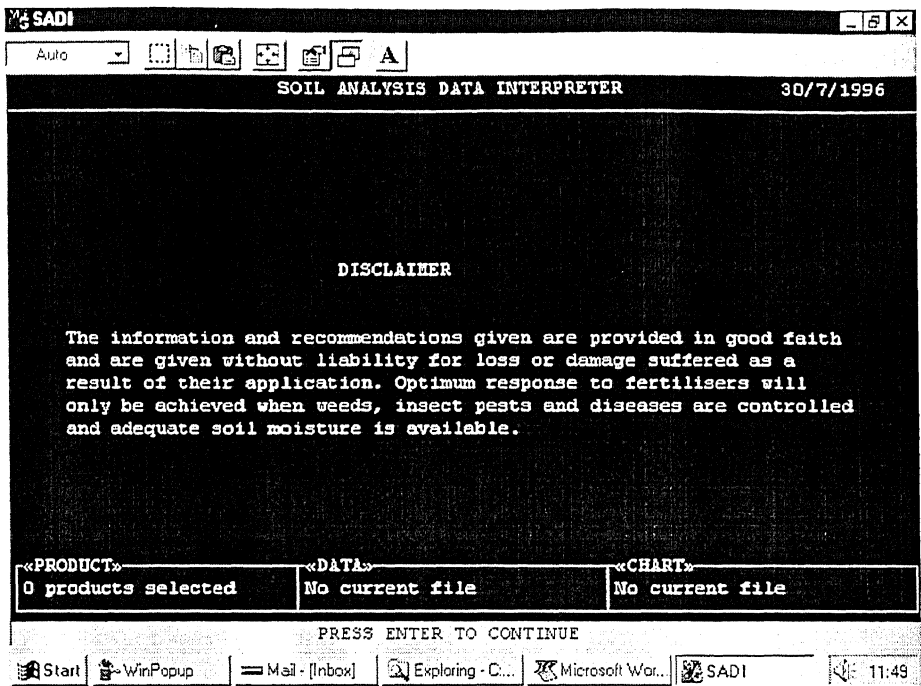 SADI
Auto
A
SOIL ANALYSIS DATA INTERPRETER 30/7/1996
DISCLAIMER
The information and recommendations given are provided in good faith
and are given without liability for loss or damage suffered as a
result of their application. Optimum response to fertilisers will
only be achieved when weeds, insect pests and diseases are controlled
and adequate soil moisture is available.
«PRODUCT» «DATA» «CHART»
0 products selected No current file No current file
PRESS ENTER TO CONTINUE
Start WinPopup Mail - [Inbox] Exploring - C:... Microsoft Wor... SADI 11:49